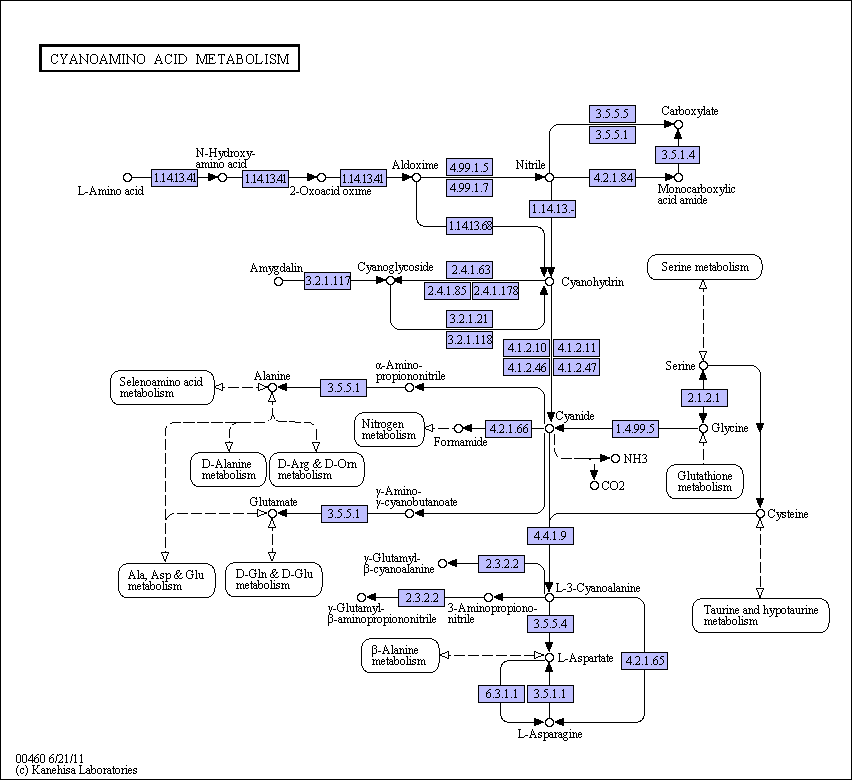 CYANOAMINO ACID METABOLISM
3.5.5.5
Carboxylate
3.5.5.1
N-Hydroxy-
amino acid
3.5.1.4
Aldoxime
4.99.1.5
Nitrile
1.14.13.41
1.14.13.41
1.14.13.41
4.2.1.84
L-Amino acid
2-Oxoacid oxime
4.99.1.7
Monocarboxylic
acid amide
1.14.13.-
1.14.13.68
Amygdalin
Cyanoglycoside
2.4.1.63
Serine metabolism
3.2.1.117
Cyanohydrin
2.4.1.85
2.4.1.178
3.2.1.21
3.2.1.118
4.1.2.10
4.1.2.11
4.1.2.46
4.1.2.47
Serine
α-Amino-
propiononitrile
Alanine
Selenoamino acid
metabolism
3.5.5.1
2.1.2.1
Cyanide
Nitrogen
metabolism
4.2.1.66
1.4.99.5
Glycine
Formamide
NH3
D-Alanine
metabolism
D-Arg & D-Orn
metabolism
Glutathione
metabolism
CO2
γ-Amino-
γ-cyanobutanoate
Glutamate
3.5.5.1
Cysteine
4.4.1.9
γ-Glutamyl-
β-cyanoalanine
2.3.2.2
Ala, Asp & Glu
metabolism
D-Gln & D-Glu
metabolism
L-3-Cyanoalanine
2.3.2.2
γ-Glutamyl-
β-aminopropiononitrile
3-Aminopropiono-
nitrile
Taurine and hypotaurine
metabolism
3.5.5.4
β-Alanine
metabolism
L-Aspartate
4.2.1.65
6.3.1.1
3.5.1.1
L-Asparagine
00460 6/21/11
(c) Kanehisa Laboratories